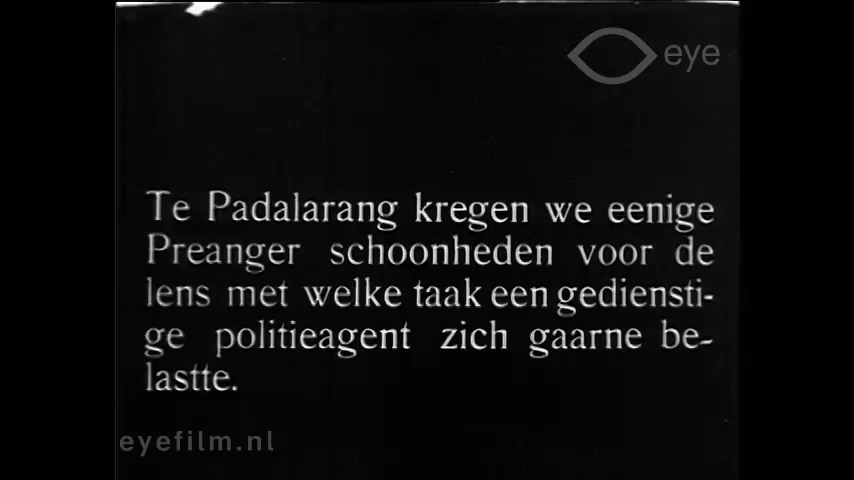 eye
Te Padalarang kregen we eenige
Preanger schoonheden voor de
lens met welke taak een gediensti-
ge politieagent zich gaarne be-
lastte.
eyefilm.nl